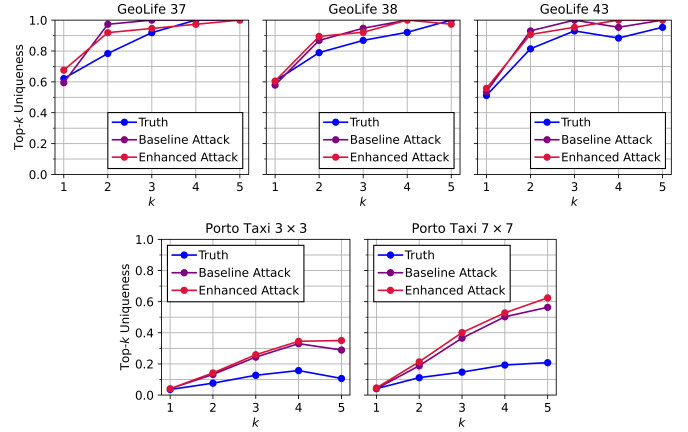 GeoLife 37
GeoLife 38
GeoLife 43
Top-k Uniqueness
1.0
0.8
0.6
0.4
0.2
0.0
Truth
Baseline Attack
Enhanced Attack
Truth
Baseline Attack
Enhanced Attack
Truth
Baseline Attack
Enhanced Attack
1 2 3 4 5
1 2 3 4 5
1 2 3 4 5
k
k
k
Porto Taxi 3 × 3
Porto Taxi 7 × 7
Top-k Uniqueness
1.0
0.8
0.6
0.4
0.2
0.0
Truth
Baseline Attack
Enhanced Attack
Truth
Baseline Attack
Enhanced Attack
1 2 3 4 5
1 2 3 4 5
k
k